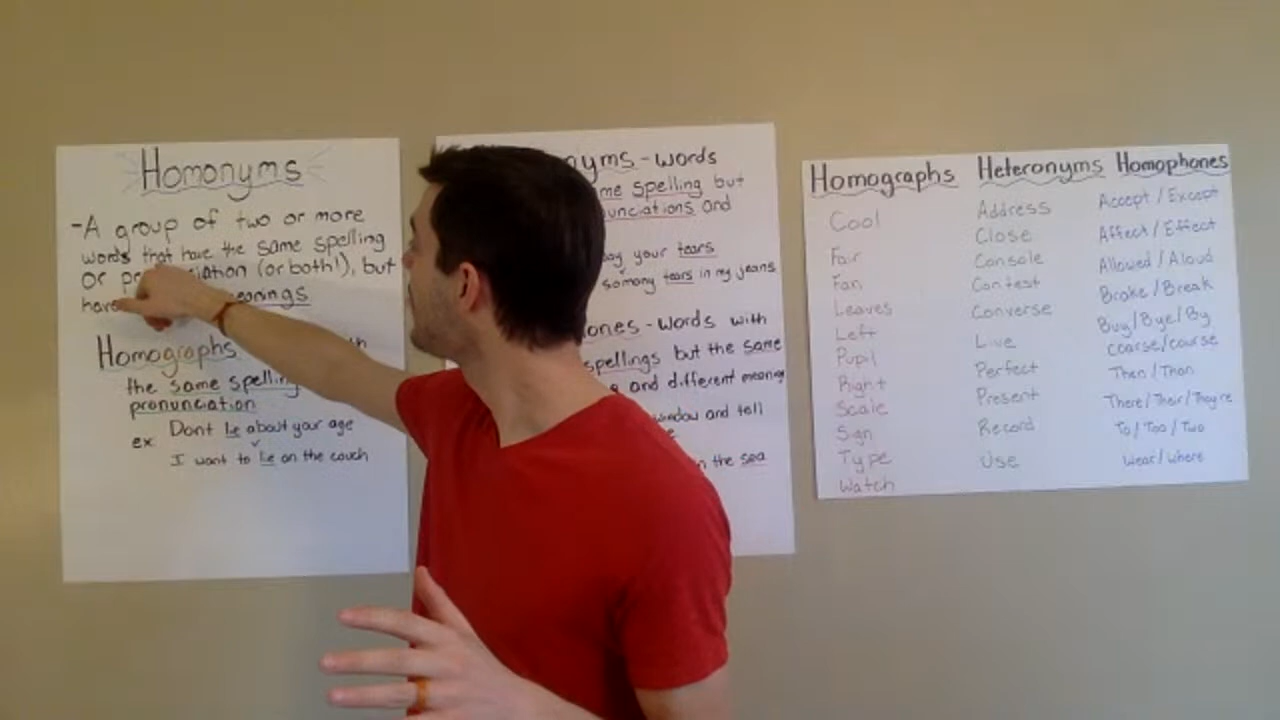 Homonyms
-A group of two or more
words that have the same spelling
or (or both!), but
have
Homographs
the same spelling
pronunciation
ex Dont lie about your age
I want to lie on the couch
- words
spelling but
and
your tears
so many tears in my jeans
- words with
spellings but the same
and different meaning
window and tell
the sea
Homographs
Cool
Fair
Fan
Leaves
Left
Pupil
Right
Scale
Sign
Type
Watch
Heteronyms
Address
Close
Console
Contest
Converse
Live
Perfect
Present
Record
Use
Homophones
Accept / Except
Affect / Effect
Allowed / Aloud
Broke / Break
Buy / Bye / By
coarse/course
Then / Than
There/Their/They're
To / Too / Two
Wear/where